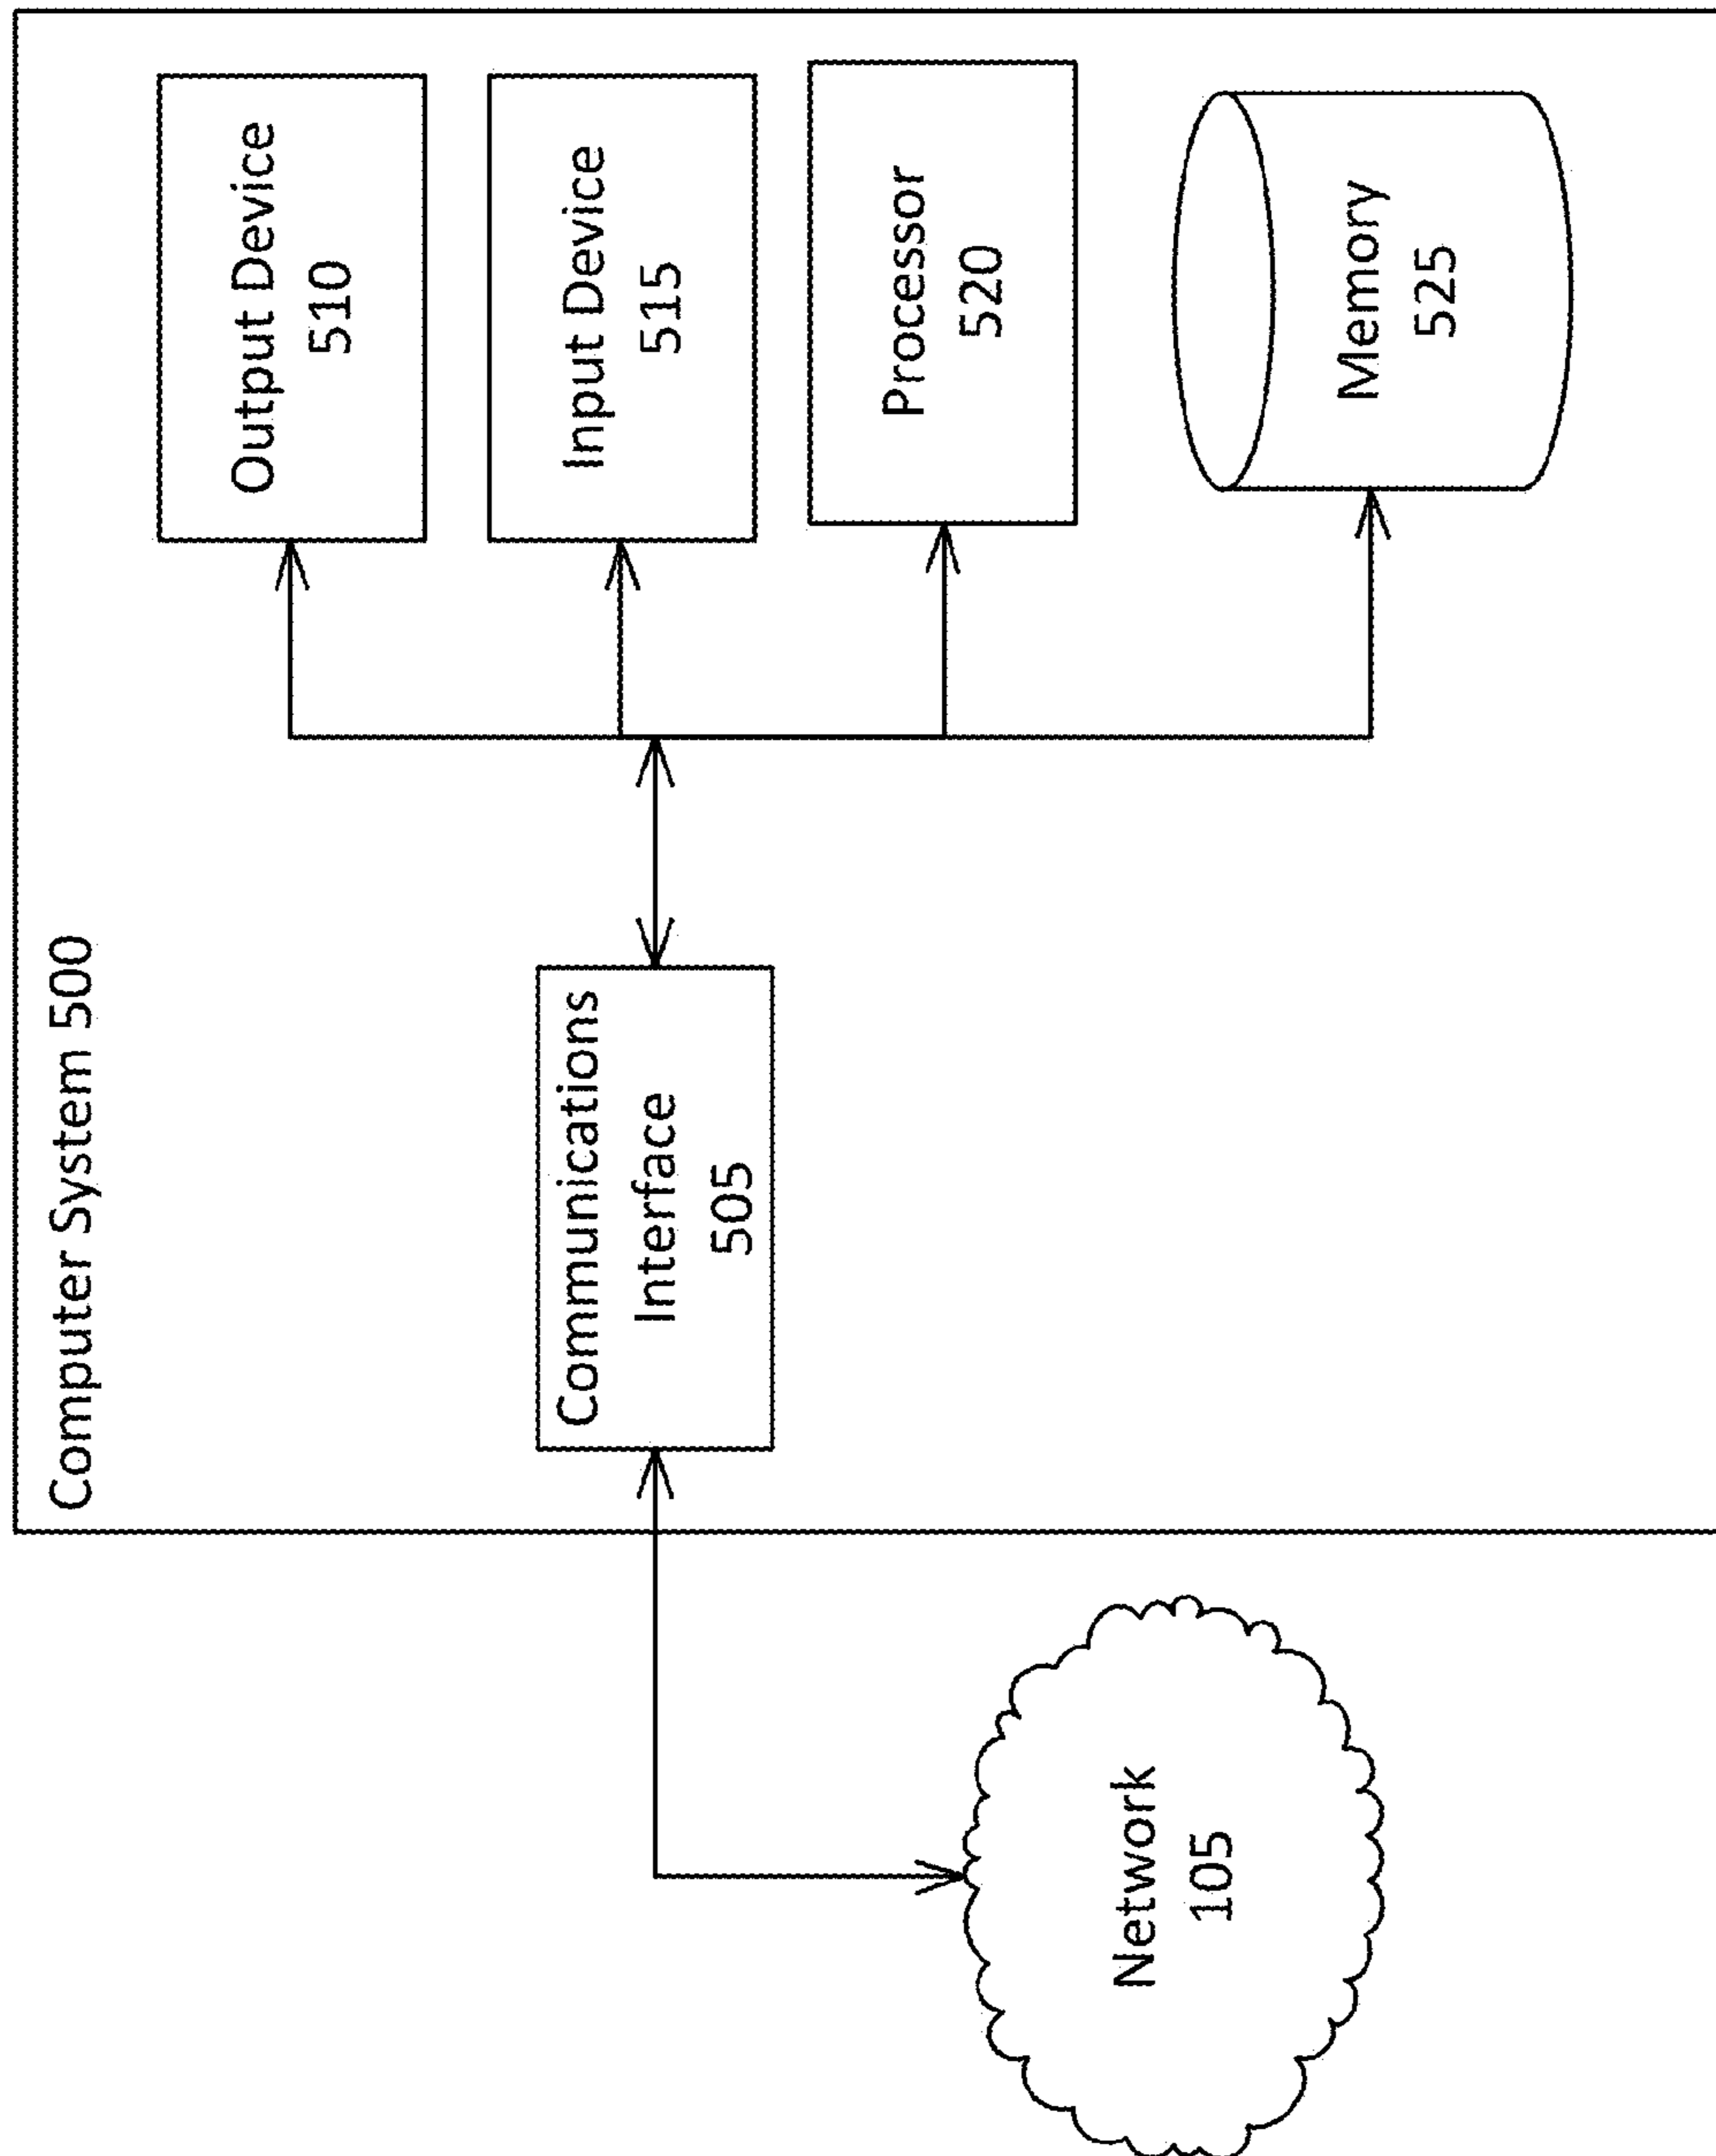 Computer System 500
Output Device
510
Input Device
515
Processor
520
Memory
525
Communications
Interface
505
Network
105